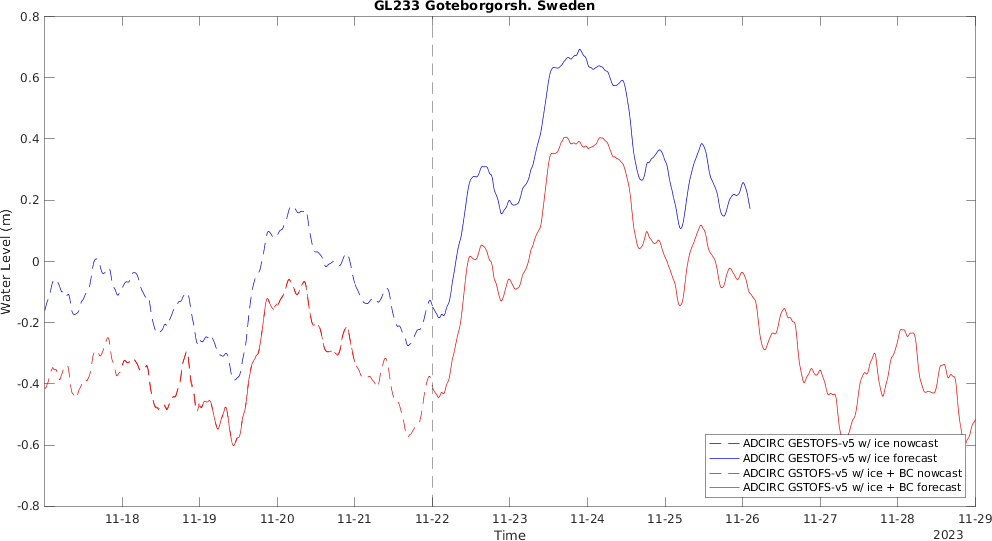 GL233 Goteborgorsh. Sweden
Water Level (m)
0.8
0.6
0.4
0.2
0
-0.2
-0.4
-0.6
-0.8
ADCIRC GESTOFS-v5 w/ ice nowcast
ADCIRC GESTOFS-v5 w/ ice forecast
ADCIRC GSTOFS-v5 w/ ice + BC nowcast
ADCIRC GSTOFS-v5 w/ ice + BC forecast
11-18 11-19 11-20 11-21 11-22 11-23 11-24 11-25 11-26 11-27 11-28 11-29
Time
2023